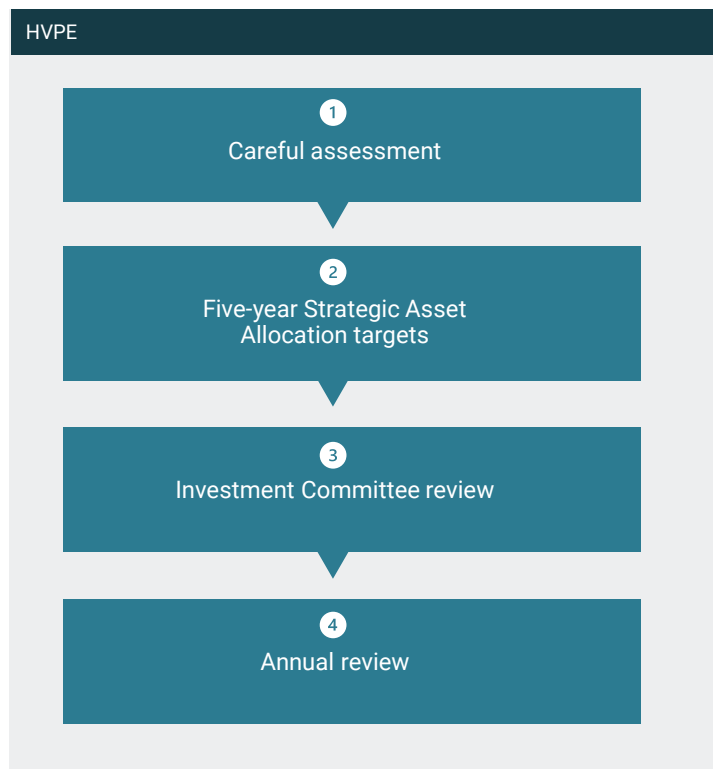 HVPE
1
Careful assessment
2
Five-year Strategic Asset
Allocation targets
3
Investment Committee review
4
Annual review